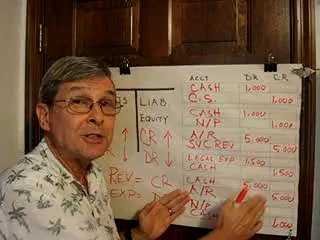 LIAB.
EQUITY
↑ CR ↑
↓ DR ↓
REV = CR
EXP =
ACCT DR CR
CASH 1,000
C.S. 1,000
CASH 1,000
N/P 1,000
A/R 5,000
SVC REV 5,000
LEGAL EXP 1,500
CASH 1,500
CASH 5,000
A/R 5,000
N/P
CASH 1,000